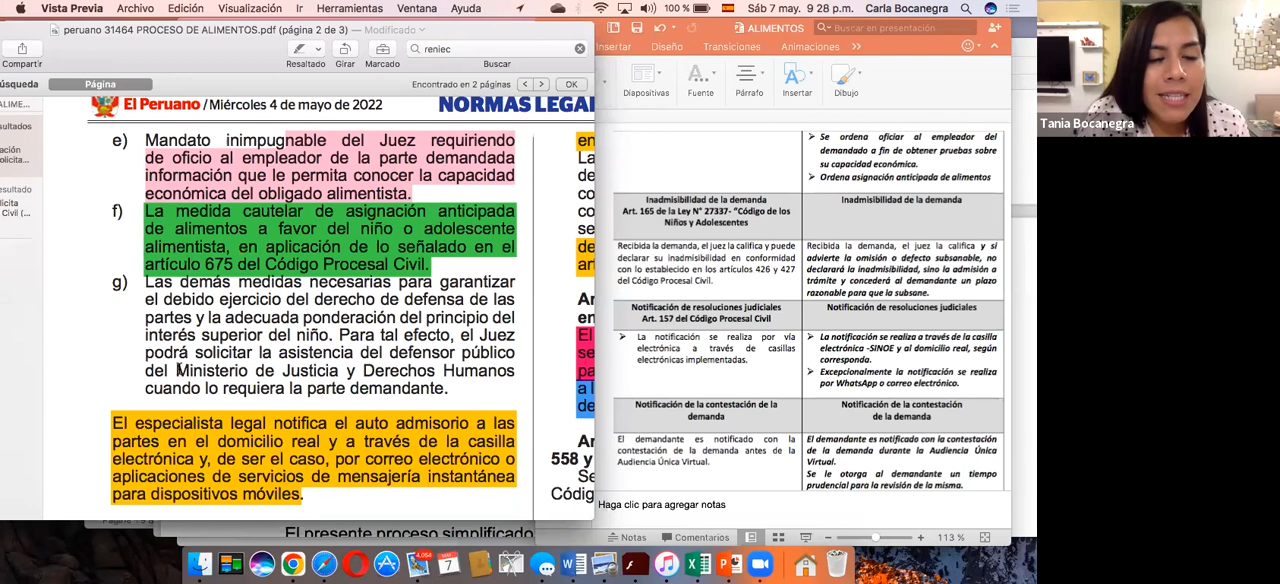 Vista Previa Archivo Edición Visualización Ir Herramientas Ventana Ayuda 100 % Sáb 7 may. 9 28 p.m. Carla Bocanegra
peruano 31464 PROCESO DE ALIMENTOS.pdf (página 2 de 3) Modificado
reniec
Compartir Resaltado Girar Marcado Buscar
úsqueda Página Encontrado en 2 páginas OK
El Peruano / Miércoles 4 de mayo de 2022 NORMAS LEGAL
e) Mandato inimpugnable del Juez requiriendo
de oficio al empleador de la parte demandada
información que le permita conocer la capacidad
económica del obligado alimentista.
f) La medida cautelar de asignación anticipada
de alimentos a favor del niño o adolescente
alimentista, en aplicación de lo señalado en el
artículo 675 del Código Procesal Civil.
g) Las demás medidas necesarias para garantizar
el debido ejercicio del derecho de defensa de las
partes y la adecuada ponderación del principio del
interés superior del niño. Para tal efecto, el Juez
podrá solicitar la asistencia del defensor público
del Ministerio de Justicia y Derechos Humanos
cuando lo requiera la parte demandante.
El especialista legal notifica el auto admisorio a las
partes en el domicilio real y a través de la casilla
electrónica y, de ser el caso, por correo electrónico o
aplicaciones de servicios de mensajería instantánea
para dispositivos móviles.
El presente proceso simplificado
558 y
Códig
ALIMENTOS
Buscar en presentación
Insertar Diseño Transiciones Animaciones
Diapositivas Fuente Párrafo Insertar Dibujo
Se ordena oficiar al empleador del
demandado a fin de obtener pruebas sobre
su capacidad económica.
Ordena asignación anticipada de alimentos
Inadmisibilidad de la demanda
Art. 165 de la Ley N° 27337- "Código de los
Niños y Adolescentes
Inadmisibilidad de la demanda
Recibida la demanda, el juez la califica y puede
declarar su inadmisibilidad en conformidad
con lo establecido en los artículos 426 y 427
del Código Procesal Civil.
Recibida la demanda, el juez la califica y si
advierte la omisión o defecto subsanable, no
declarará la inadmisibilidad, sino la admisión a
trámite y concederá al demandante un plazo
razonable para que la subsane.
Notificación de resoluciones judiciales
Art. 157 del Código Procesal Civil
Notificación de resoluciones judiciales
La notificación se realiza por vía
electrónica a través de casillas
electrónicas implementadas.
La notificación se realiza a través de la casilla
electrónica -SINOE y al domicilio real, según
corresponda.
Excepcionalmente la notificación se realiza
por WhatsApp o correo electrónico.
Notificación de la contestación de la
demanda
Notificación de la contestación
de la demanda
El demandante es notificado con la
contestación de la demanda antes de la
Audiencia Única Virtual.
El demandante es notificado con la contestación
de la demanda durante la Audiencia Única
Virtual.
Se le otorga al demandante un tiempo
prudencial para la revisión de la misma.
Haga clic para agregar notas
Notas Comentarios 113 %
Tania Bocanegra